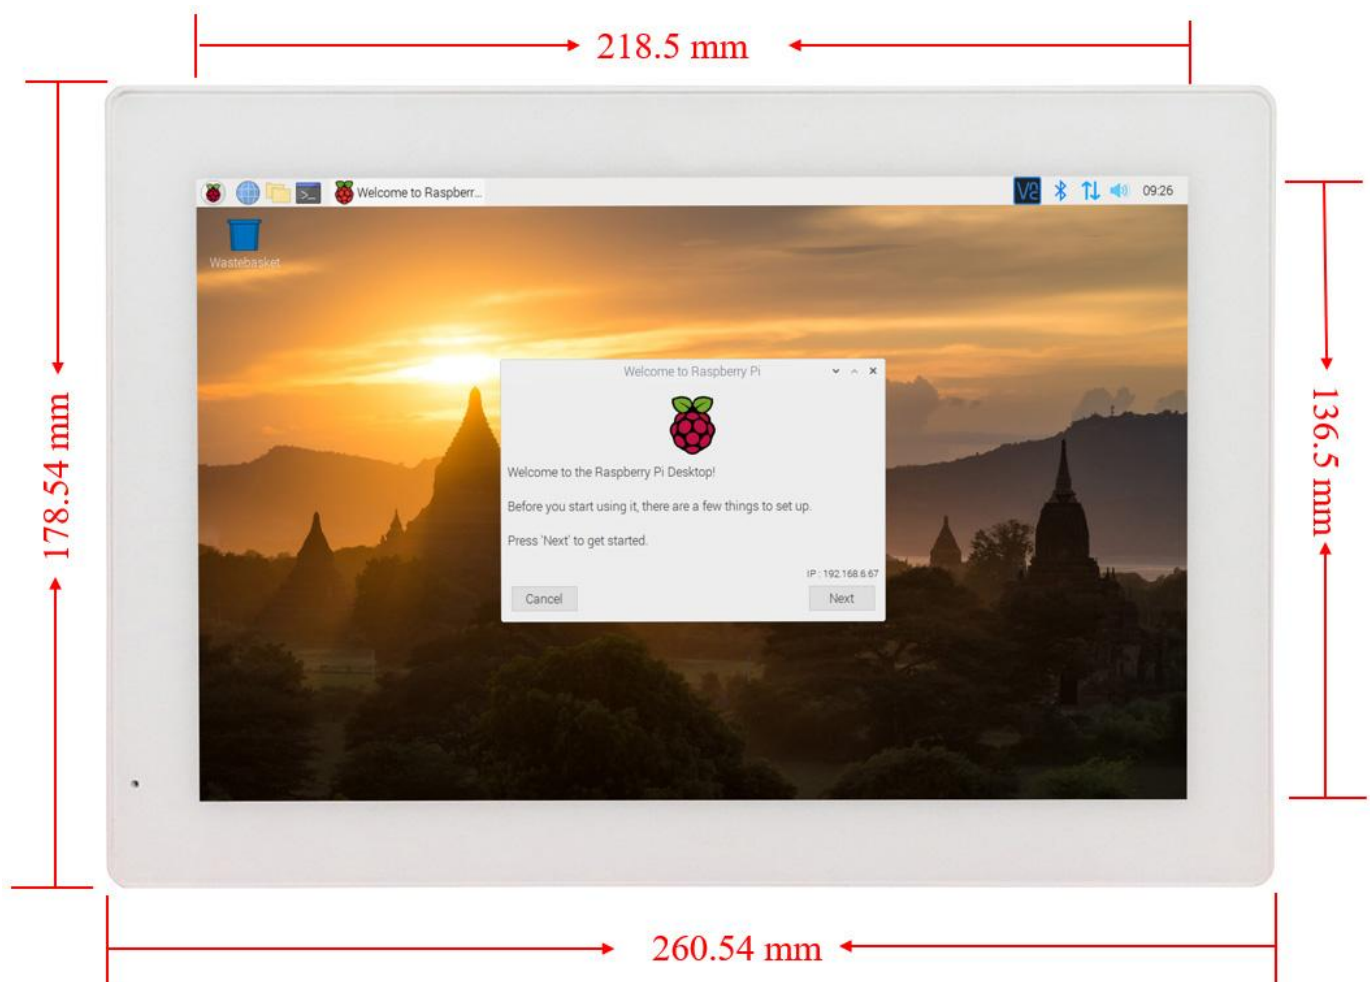 218.5 mm
Welcome to Raspberr...
V2
09:26
Wastebasket
Welcome to Raspberry Pi
Welcome to the Raspberry Pi Desktop!
Before you start using it, there are a few things to set up.
Press 'Next' to get started.
IP : 192.168.6.67
Cancel
Next
178.54 mm
136.5 mm
260.54 mm